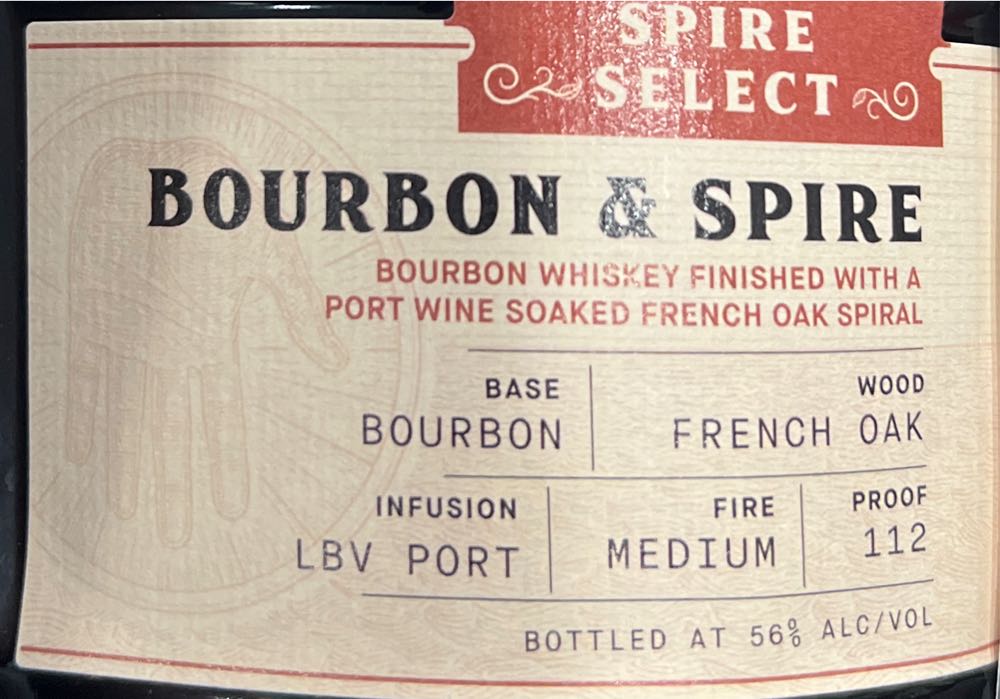 SPIRE
SELECT
BOURBON & SPIRE
BOURBON WHISKEY FINISHED WITH A
PORT WINE SOAKED FRENCH OAK SPIRAL
BASE WOOD
BOURBON FRENCH OAK
INFUSION FIRE PROOF
LBV PORT MEDIUM 112
BOTTLED AT 56% ALC/VOL